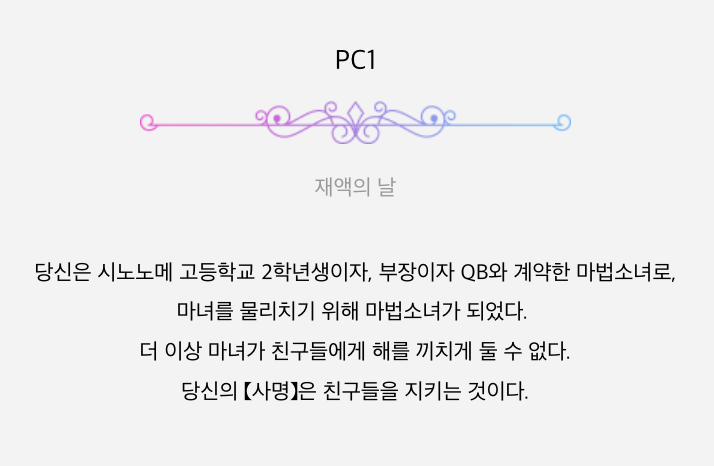 PC1
재액의 날
당신은 시노노메 고등학교 2학년생이자, 부장이자 QB와 계약한 마법소녀로,
마녀를 물리치기 위해 마법소녀가 되었다.
더 이상 마녀가 친구들에게 해를 끼치게 둘 수 없다.
당신의【사명】은 친구들을 지키는 것이다.